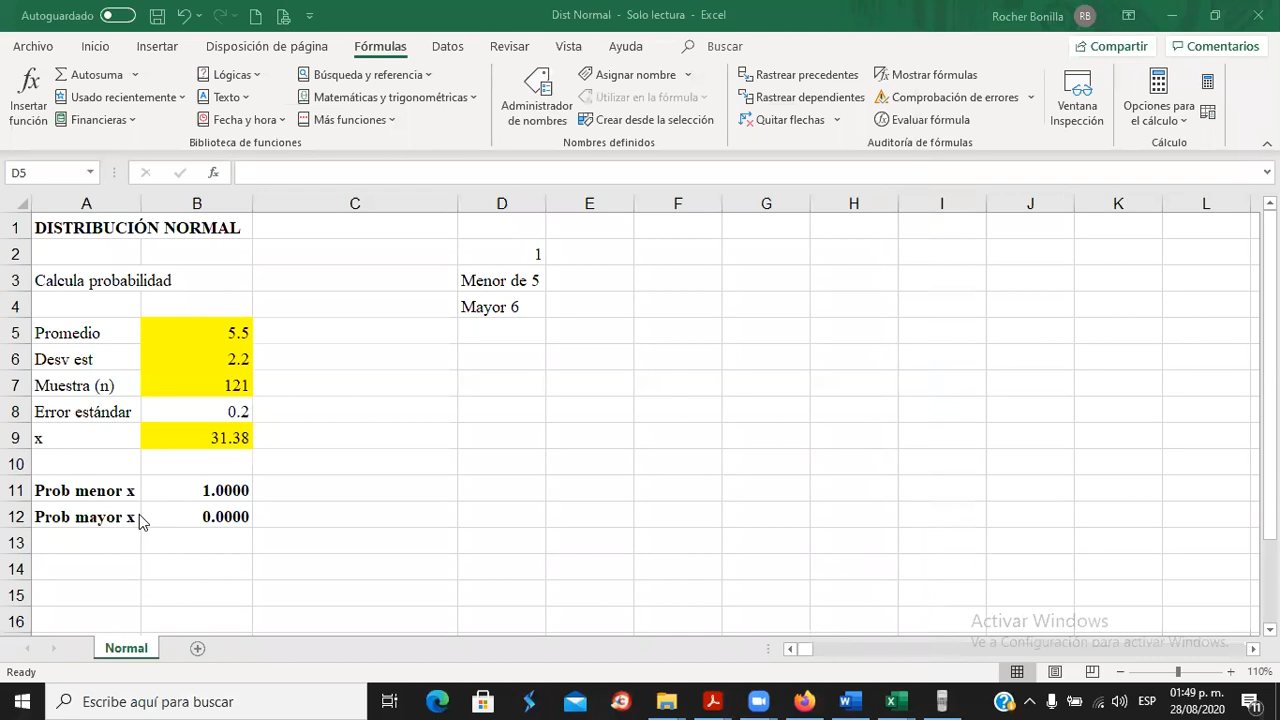 Autoguardado
Dist Normal - Solo lectura - Excel
Rocher Bonilla
RB
Archivo Inicio Insertar Disposición de página Fórmulas Datos Revisar Vista Ayuda Buscar
Compartir Comentarios
Insertar función
Autosuma
Usado recientemente
Financieras
Lógicas
Texto
Fecha y hora
Búsqueda y referencia
Matemáticas y trigonométricas
Más funciones
Biblioteca de funciones
Administrador de nombres
Asignar nombre
Utilizar en la fórmula
Crear desde la selección
Nombres definidos
Rastrear precedentes
Rastrear dependientes
Quitar flechas
Mostrar fórmulas
Comprobación de errores
Evaluar fórmula
Auditoría de fórmulas
Ventana Inspección
Opciones para el cálculo
Cálculo
D5
fx
A B C D E F G H I J K L
1 DISTRIBUCIÓN NORMAL
2 1
3 Calcula probabilidad Menor de 5
4 Mayor 6
5 Promedio 5.5
6 Desv est 2.2
7 Muestra (n) 121
8 Error estándar 0.2
9 x 31.38
10
11 Prob menor x 1.0000
12 Prob mayor x 0.0000
13
14
15
16
Activar Windows
Ve a Configuración para activar Windows.
Normal
Ready
110%
Escribe aquí para buscar
ESP
01:49 p. m.
28/08/2020
11